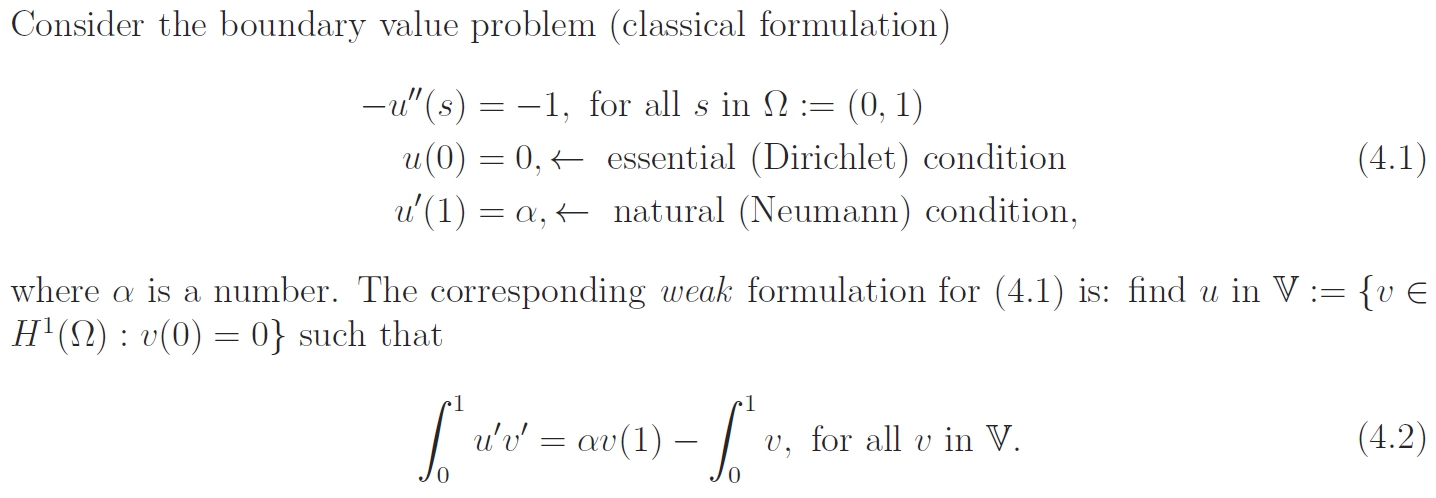 Consider the boundary value problem (classical formulation)
−u″(s) = −1, for all s in Ω := (0, 1)
u(0) = 0, ← essential (Dirichlet) condition (4.1)
u′(1) = α, ← natural (Neumann) condition,
where α is a number. The corresponding weak formulation for (4.1) is: find u in 𝕍 := {v ∈
H¹(Ω) : v(0) = 0} such that
∫₀¹ u′v′ = αv(1) − ∫₀¹ v, for all v in 𝕍. (4.2)